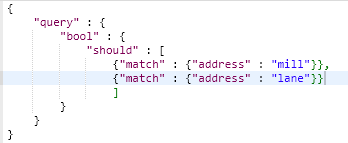 {
    "query" : {
        "bool" : {
            "should" : [
                {"match" : {"address" : "mill"}},
                {"match" : {"address" : "lane"}}
                ]
        }
    }
}